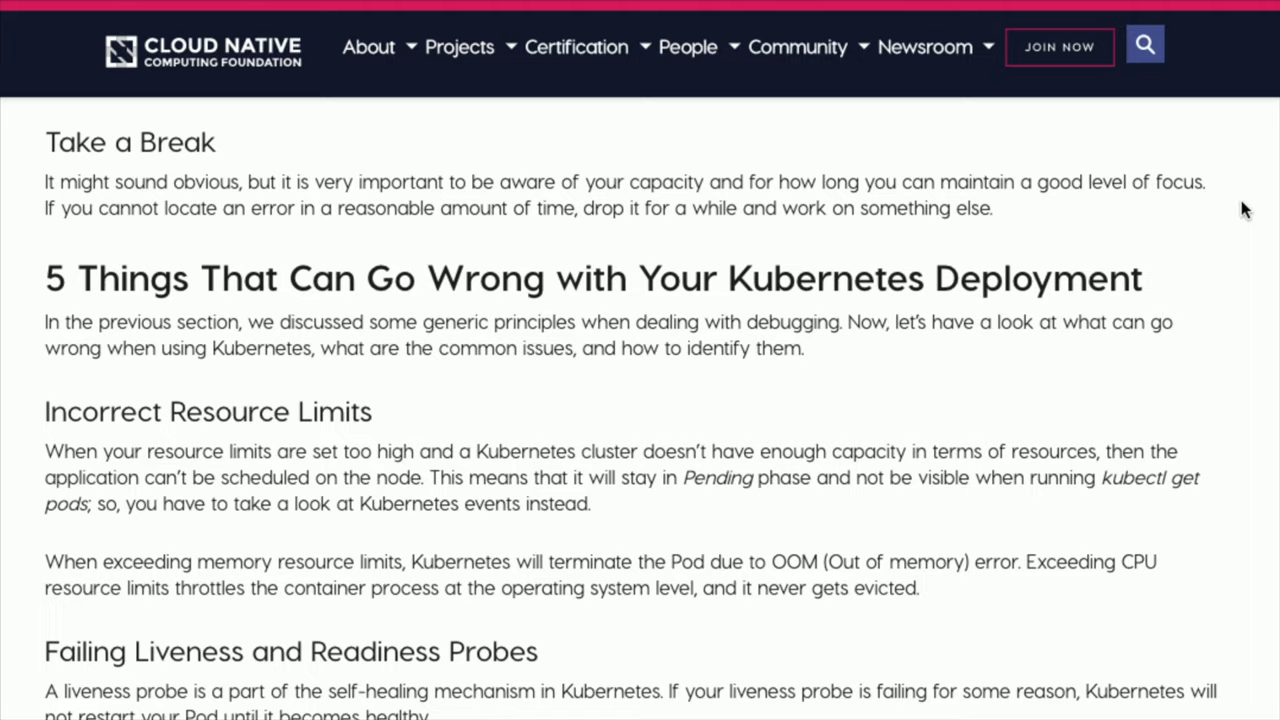 CLOUD NATIVE
COMPUTING FOUNDATION
About Projects Certification People Community Newsroom JOIN NOW
Take a Break
It might sound obvious, but it is very important to be aware of your capacity and for how long you can maintain a good level of focus.
If you cannot locate an error in a reasonable amount of time, drop it for a while and work on something else.
5 Things That Can Go Wrong with Your Kubernetes Deployment
In the previous section, we discussed some generic principles when dealing with debugging. Now, let's have a look at what can go
wrong when using Kubernetes, what are the common issues, and how to identify them.
Incorrect Resource Limits
When your resource limits are set too high and a Kubernetes cluster doesn't have enough capacity in terms of resources, then the
application can't be scheduled on the node. This means that it will stay in Pending phase and not be visible when running kubectl get
pods; so, you have to take a look at Kubernetes events instead.
When exceeding memory resource limits, Kubernetes will terminate the Pod due to OOM (Out of memory) error. Exceeding CPU
resource limits throttles the container process at the operating system level, and it never gets evicted.
Failing Liveness and Readiness Probes
A liveness probe is a part of the self-healing mechanism in Kubernetes. If your liveness probe is failing for some reason, Kubernetes will
not restart your Pod until it becomes healthy.